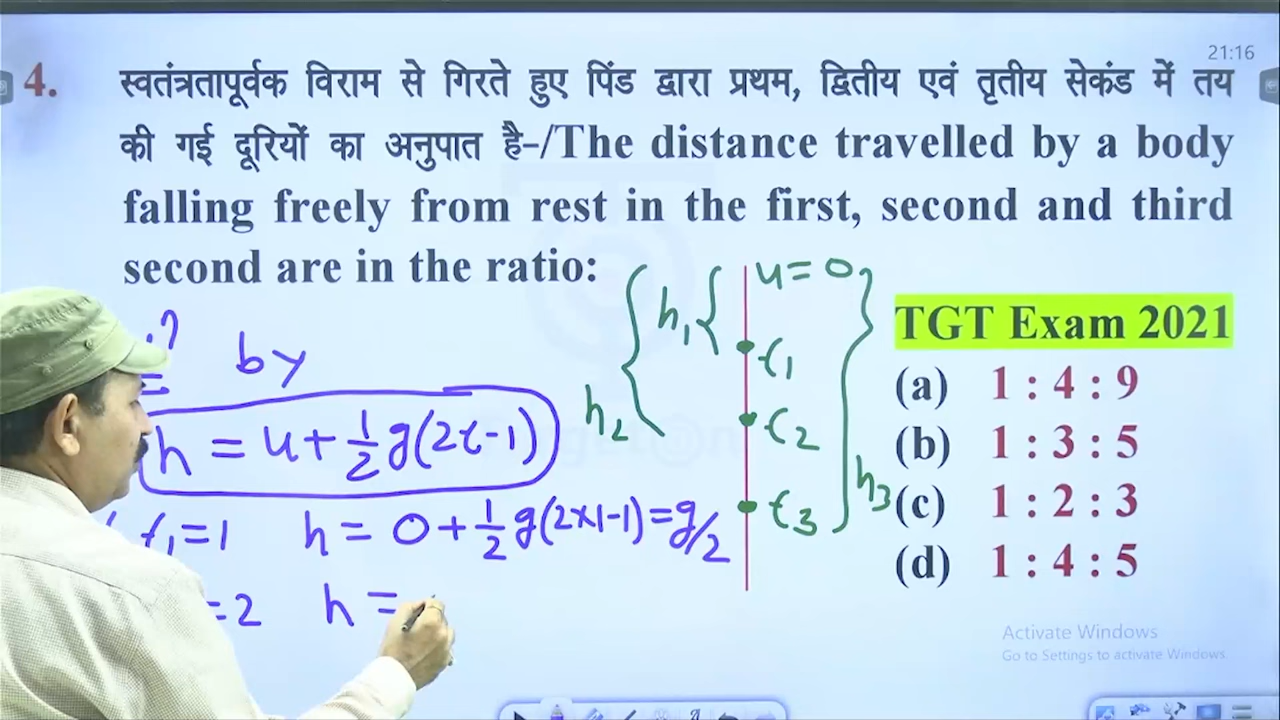 21:16
4. स्वतंत्रतापूर्वक विराम से गिरते हुए पिंड द्वारा प्रथम, द्वितीय एवं तृतीय सेकंड में तय
की गई दूरियों का अनुपात है-/The distance travelled by a body
falling freely from rest in the first, second and third
second are in the ratio:
u = 0
h₁
t₁
h₂
t₂
h₃
t₃
by
h = u + 1/2 g(2t-1)
t₁ = 1 h = 0 + 1/2 g(2×1-1) = g/2
= 2 h =
TGT Exam 2021
(a) 1 : 4 : 9
(b) 1 : 3 : 5
(c) 1 : 2 : 3
(d) 1 : 4 : 5
Activate Windows
Go to Settings to activate Windows.